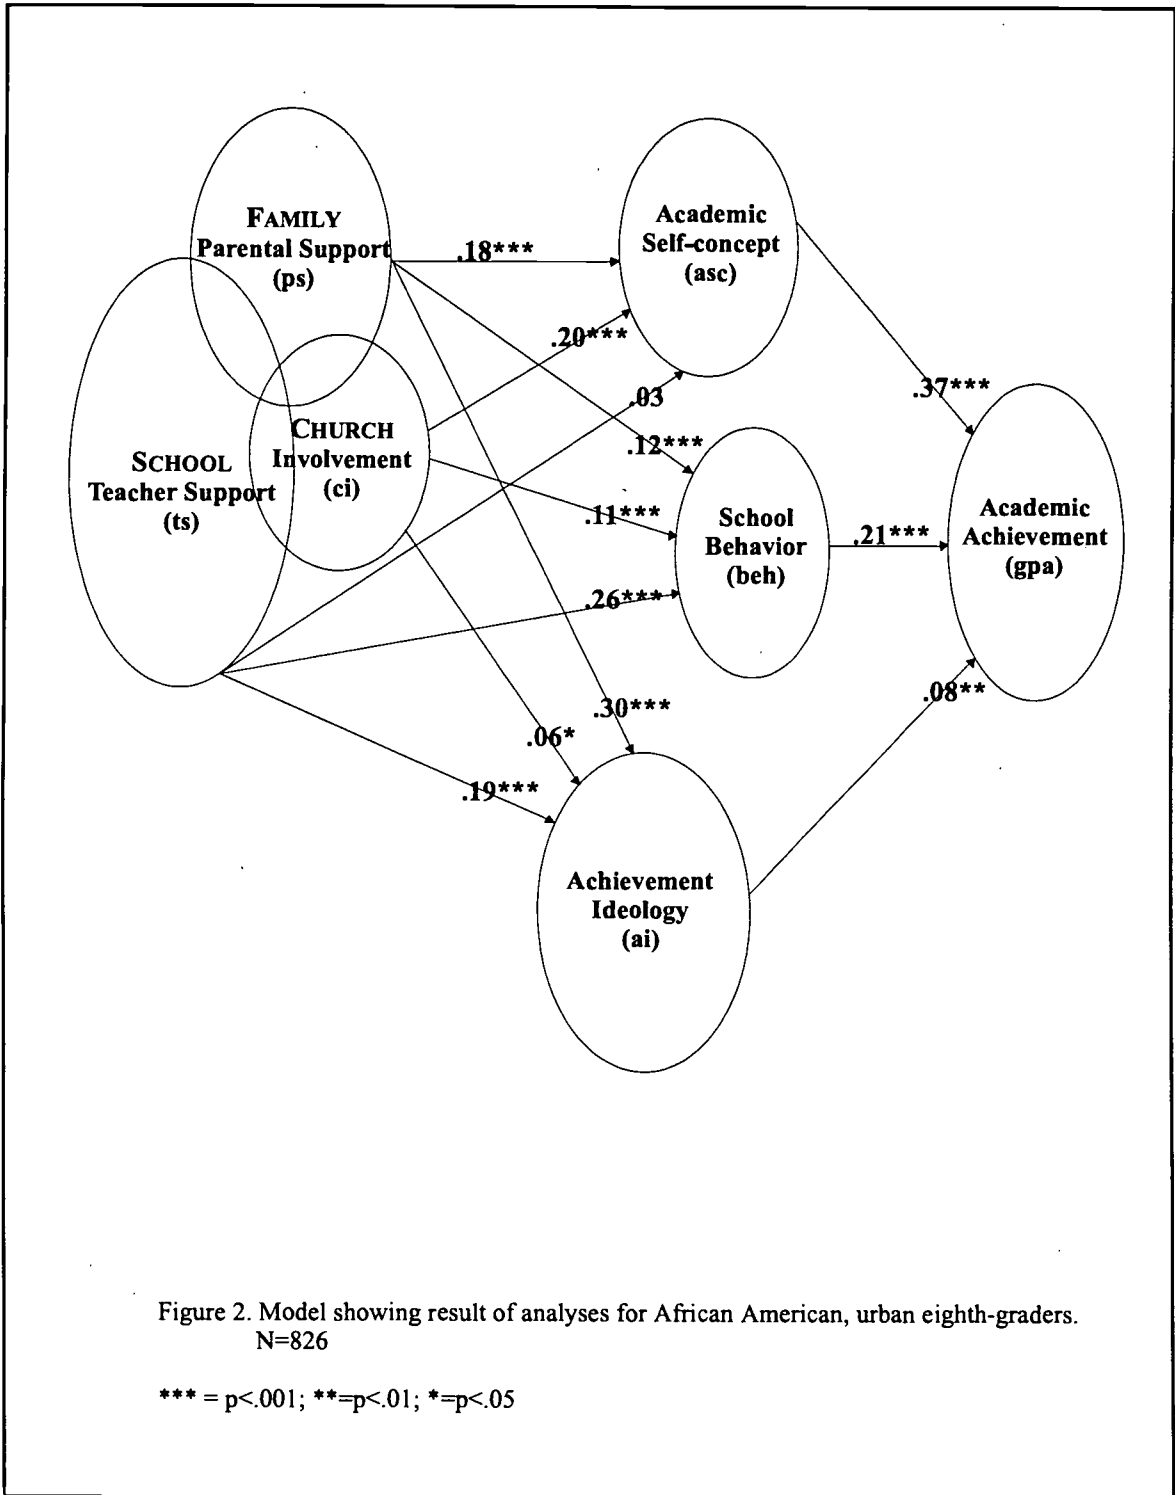 FAMILY
Parental Support
(ps)
Academic
Self-concept
(asc)
.18***
.20***
.03
.37***
CHURCH
Involvement
(ci)
SCHOOL
Teacher Support
(ts)
.12***
.11***
School
Behavior
(beh)
.21***
Academic
Achievement
(gpa)
.26***
.30***
.06*
.19***
.08**
Achievement
Ideology
(ai)
Figure 2. Model showing result of analyses for African American, urban eighth-graders.
N=826
*** = p<.001; **=p<.01; *=p<.05